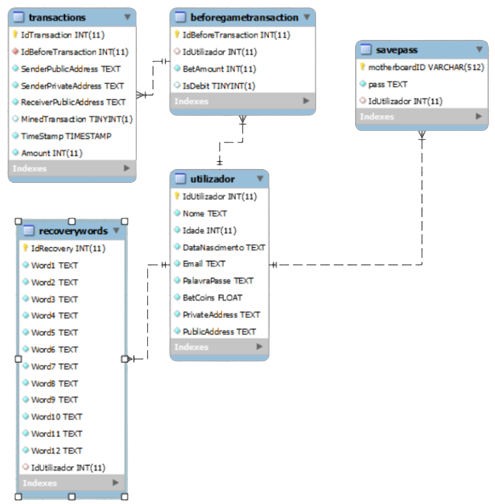 transactions
IdTransaction INT(11)
IdBeforeTransaction INT(11)
SenderPublicAddress TEXT
SenderPrivateAddress TEXT
ReceiverPublicAddress TEXT
MinedTransaction TINYINT(1)
TimeStamp TIMESTAMP
Amount INT(11)
Indexes
beforegametransaction
IdBeforeTransaction INT(11)
IdUtilizador INT(11)
BetAmount INT(11)
IsDebit TINYINT(1)
Indexes
savepass
motherboardID VARCHAR(512)
pass TEXT
IdUtilizador INT(11)
Indexes
utilizador
IdUtilizador INT(11)
Nome TEXT
Idade INT(11)
DataNascimento TEXT
Email TEXT
PalavraPasse TEXT
BetCoins FLOAT
PrivateAddress TEXT
PublicAddress TEXT
Indexes
recoverywords
IdRecovery INT(11)
Word1 TEXT
Word2 TEXT
Word3 TEXT
Word4 TEXT
Word5 TEXT
Word6 TEXT
Word7 TEXT
Word8 TEXT
Word9 TEXT
Word10 TEXT
Word11 TEXT
Word12 TEXT
IdUtilizador INT(11)
Indexes